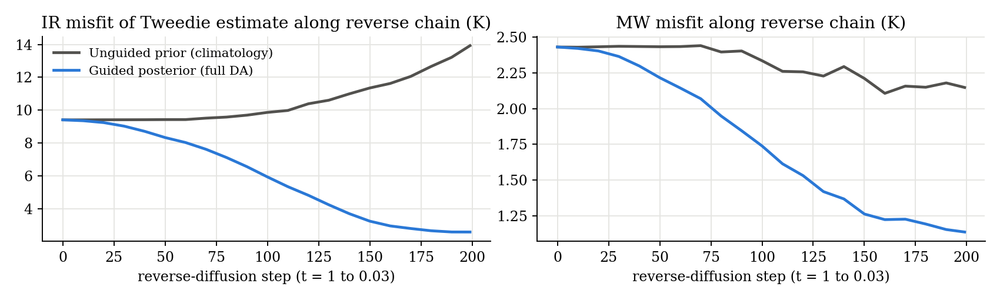 IR misfit of Tweedie estimate along reverse chain (K)
14
12
10
8
6
4
Unguided prior (climatology)
Guided posterior (full DA)
0 25 50 75 100 125 150 175 200
reverse-diffusion step (t = 1 to 0.03)
MW misfit along reverse chain (K)
2.50
2.25
2.00
1.75
1.50
1.25
0 25 50 75 100 125 150 175 200
reverse-diffusion step (t = 1 to 0.03)